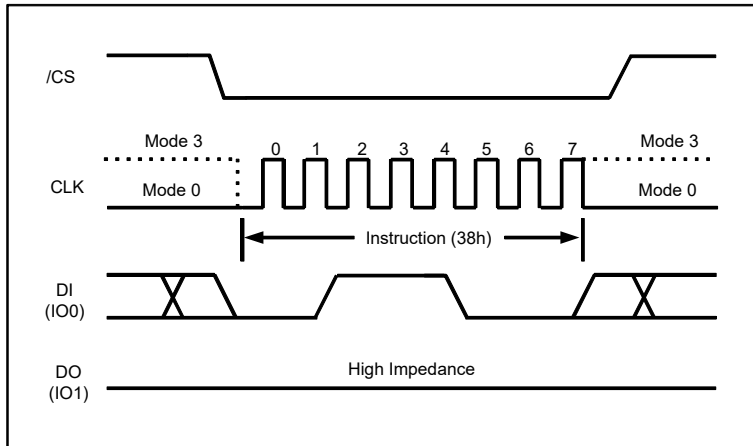 /CS
Mode 3 0 1 2 3 4 5 6 7 Mode 3
CLK
Mode 0 Mode 0
Instruction (38h)
DI
(IO0)
High Impedance
DO
(IO1)